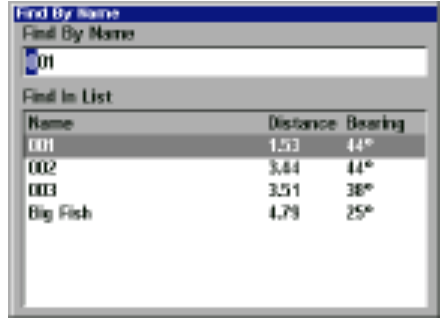 Find By Name
Find By Name
001
Find In List
Name Distance Bearing
001 1.53 44°
002 3.44 44°
003 3.51 38°
Big Fish 4.79 25°